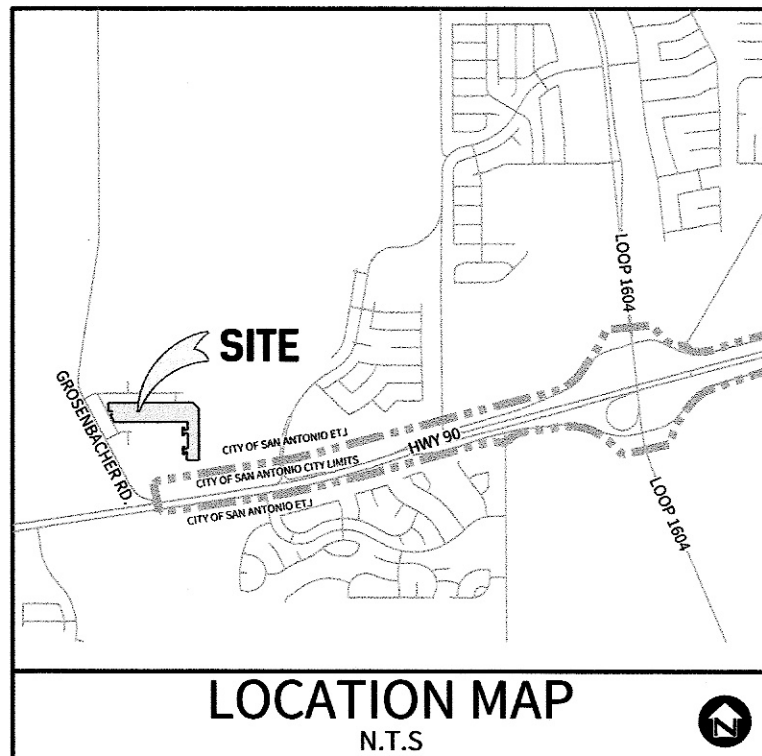 LOOP 1604
SITE
GROSENBACHER RD.
CITY OF SAN ANTONIO ETJ
HWY 90
CITY OF SAN ANTONIO CITY LIMITS
CITY OF SAN ANTONIO ETJ
LOOP 1604
LOCATION MAP
N.T.S
N